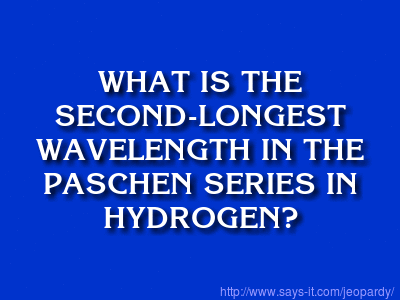 WHAT IS THE
SECOND-LONGEST
WAVELENGTH IN THE
PASCHEN SERIES IN
HYDROGEN?
http://www.says-it.com/jeopardy/